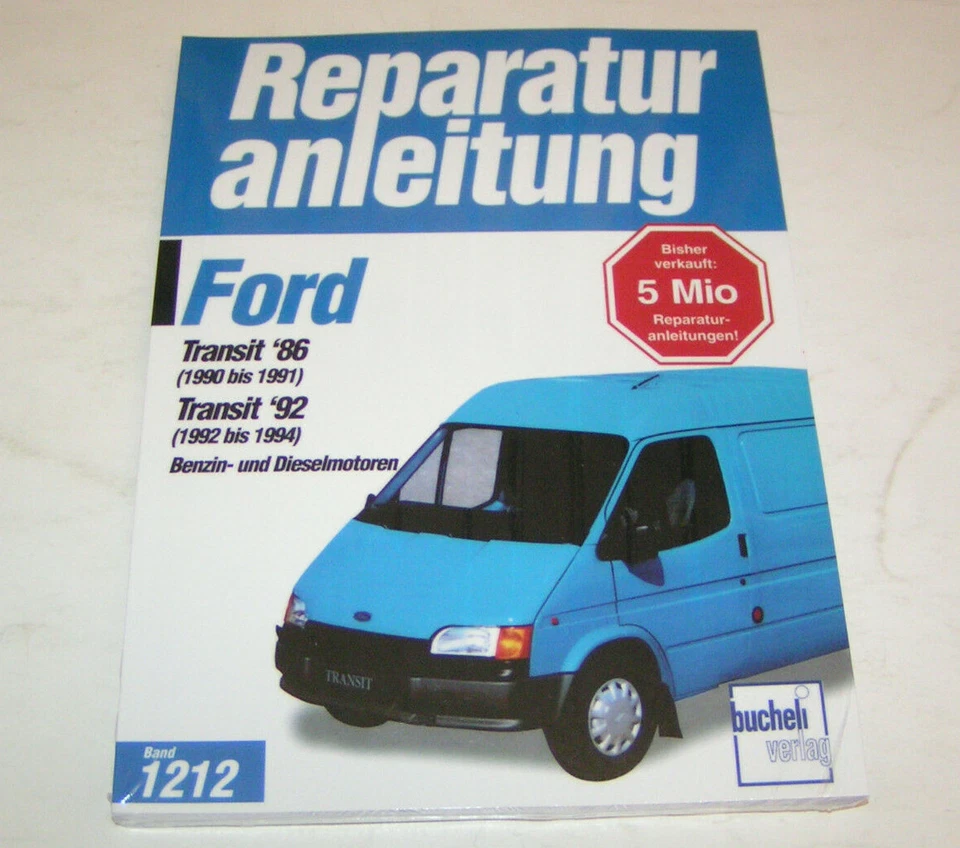 Reparatur
anleitung
Bisher
verkauft:
5 Mio
Reparatur-
anleitungen!
Ford
Transit ‘86
(1990 bis 1991)
Transit ‘92
(1992 bis 1994)
Benzin- und Dieselmotoren
TRANSIT
bucheli
verlag
Band
1212